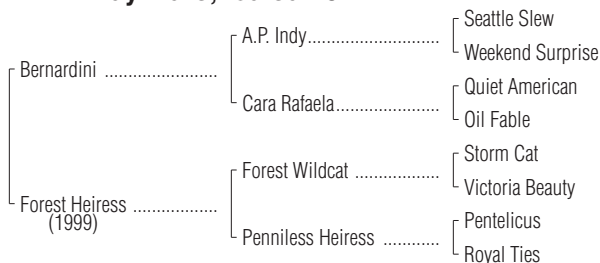 Seattle Slew
A.P. Indy
Weekend Surprise
Bernardini
Quiet American
Cara Rafaela
Oil Fable
Storm Cat
Forest Wildcat
Victoria Beauty
Forest Heiress
(1999)
Pentelicus
Penniless Heiress
Royal Ties